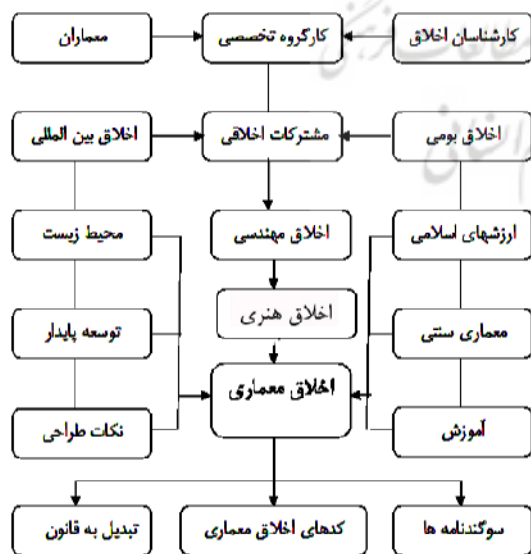 کارشناسان اخلاق
کارگروه تخصصی
معماران
اخلاق بومی
مشترکات اخلاقی
اخلاق بین المللی
ارزشهای اسلامی
اخلاق مهندسی
محیط زیست
اخلاق هنری
معماری سنتی
توسعه پایدار
اخلاق معماری
آموزش
نکات طراحی
سوگندنامه ها
کدهای اخلاق معماری
تبدیل به قانون